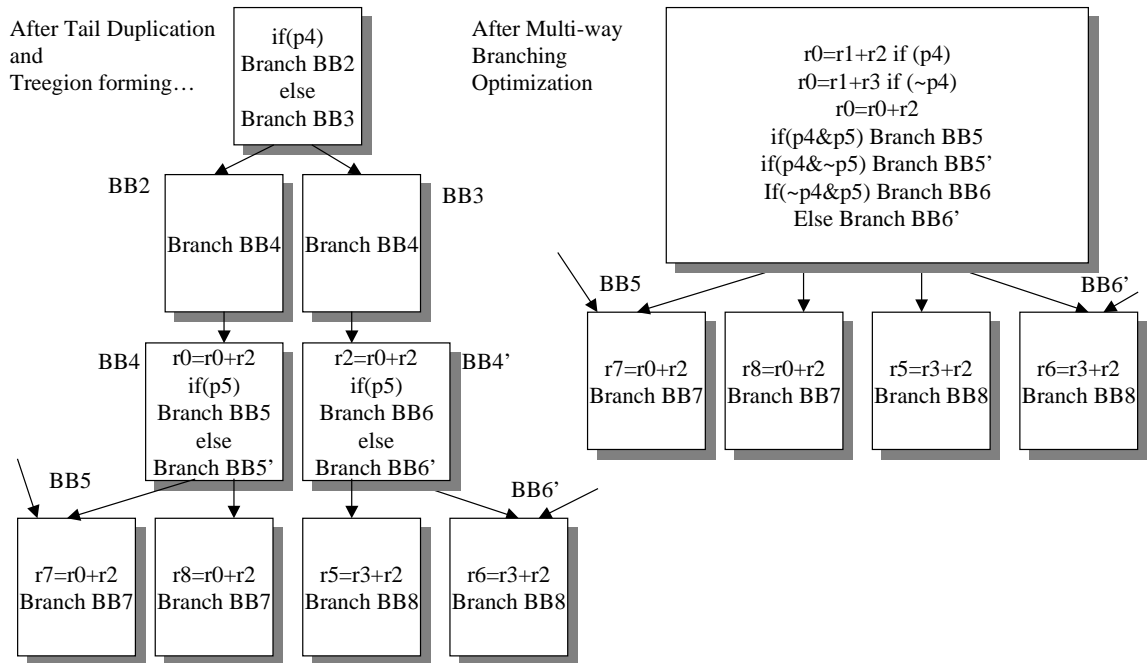 After Tail Duplication
and
Treegion forming…
if(p4)
Branch BB2
else
Branch BB3
BB2
Branch BB4
BB3
Branch BB4
BB4
r0=r0+r2
if(p5)
Branch BB5
else
Branch BB5’
BB4’
r2=r0+r2
if(p5)
Branch BB6
else
Branch BB6’
BB5
BB6’
r7=r0+r2
Branch BB7
r8=r0+r2
Branch BB7
r5=r3+r2
Branch BB8
r6=r3+r2
Branch BB8
After Multi-way
Branching
Optimization
r0=r1+r2 if (p4)
r0=r1+r3 if (~p4)
r0=r0+r2
if(p4&p5) Branch BB5
if(p4&~p5) Branch BB5’
If(~p4&p5) Branch BB6
Else Branch BB6’
BB5
BB6’
r7=r0+r2
Branch BB7
r8=r0+r2
Branch BB7
r5=r3+r2
Branch BB8
r6=r3+r2
Branch BB8